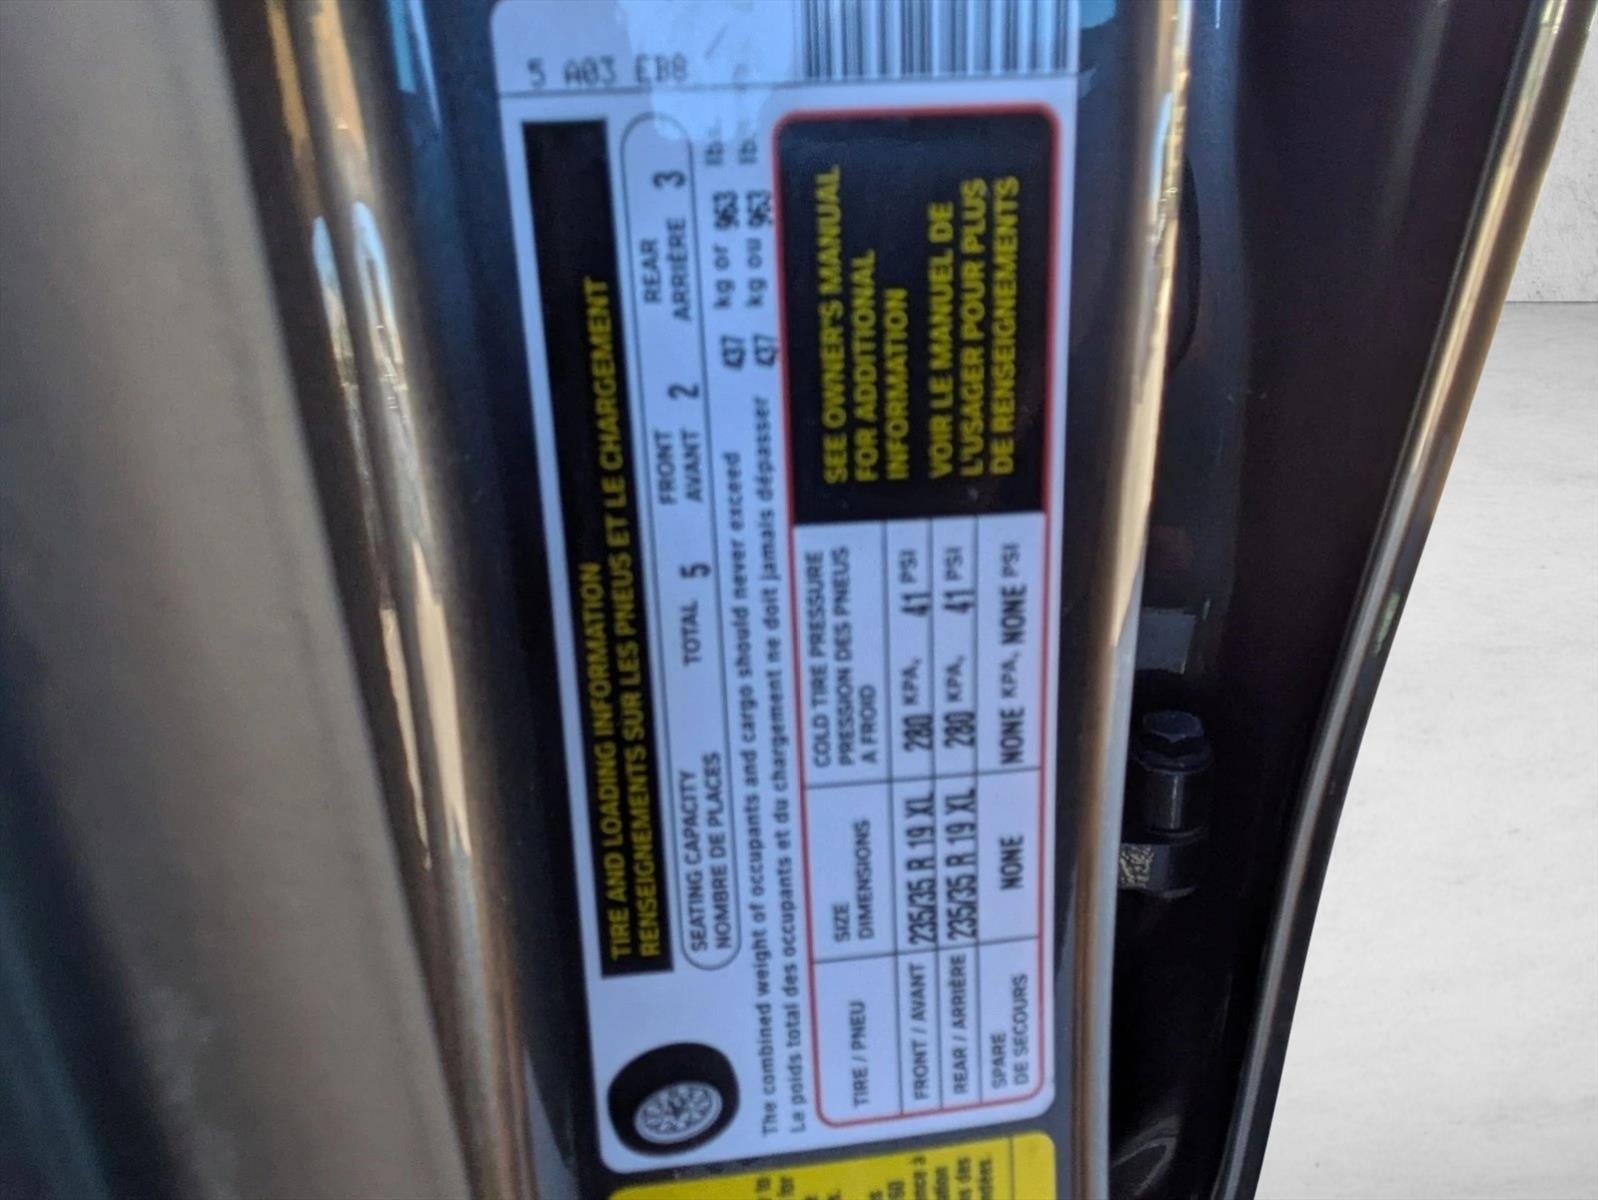 5 A03 EB8
TIRE AND LOADING INFORMATION
RENSEIGNEMENTS SUR LES PNEUS ET LE CHARGEMENT
SEATING CAPACITY
NOMBRE DE PLACES
TOTAL 5
FRONT
AVANT 2
REAR
ARRIÈRE 3
The combined weight of occupants and cargo should never exceed 437 kg or 963 lb.
Le poids total des occupants et du chargement ne doit jamais dépasser 437 kg ou 963 lb.
TIRE / PNEU
SIZE
DIMENSIONS
COLD TIRE PRESSURE
PRESSION DES PNEUS
A FROID
FRONT / AVANT 235/35 R 19 XL 280 KPA, 41 PSI
REAR / ARRIÈRE 235/35 R 19 XL 280 KPA, 41 PSI
SPARE
DE SECOURS NONE NONE KPA, NONE PSI
SEE OWNER'S MANUAL
FOR ADDITIONAL
INFORMATION
VOIR LE MANUEL DE
L'USAGER POUR PLUS
DE RENSEIGNEMENTS